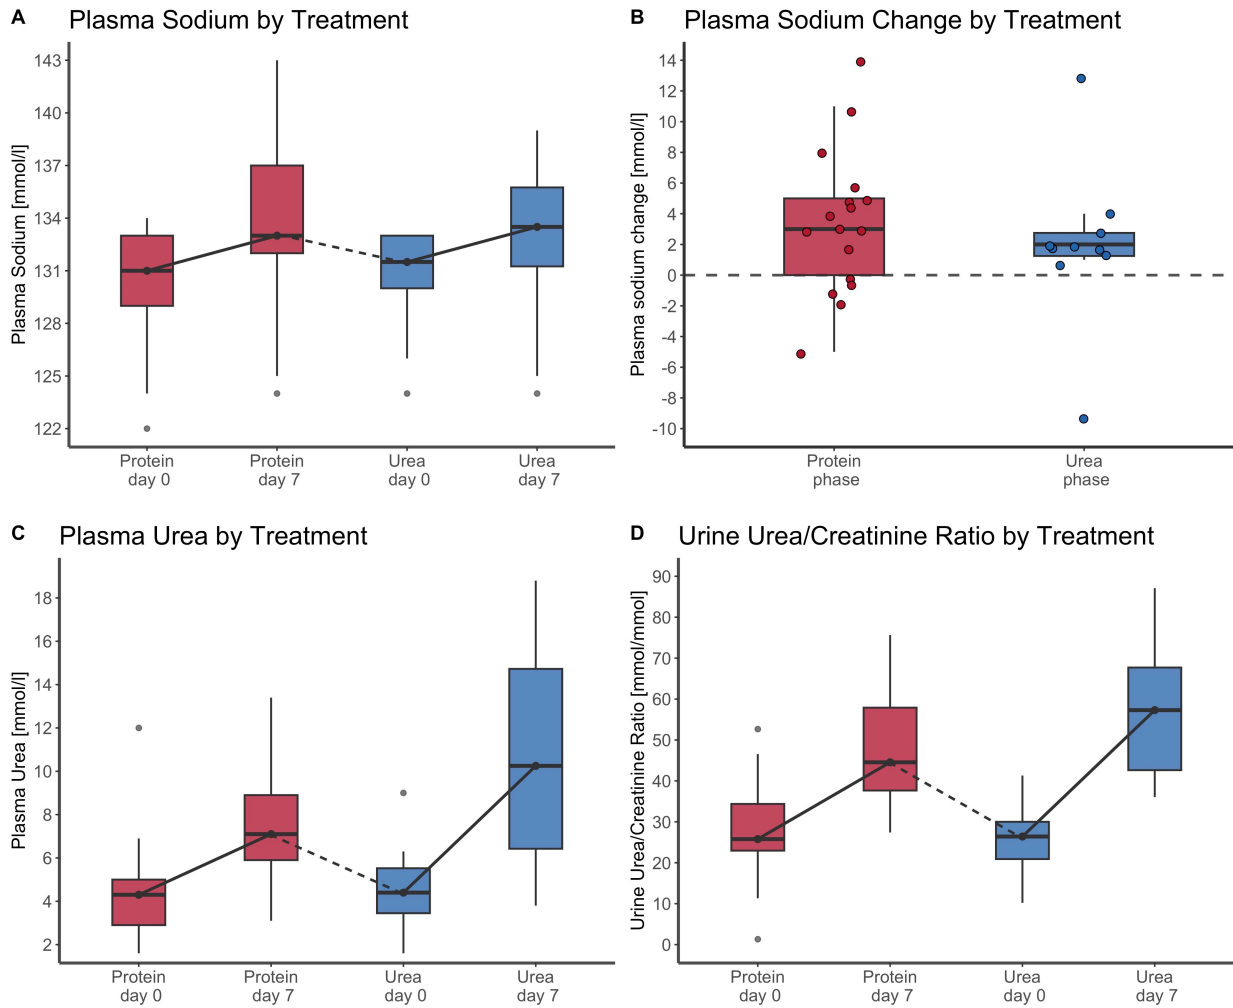 A Plasma Sodium by Treatment
Plasma Sodium [mmol/l]
143
140
137
134
131
128
125
122
Protein day 0
Protein day 7
Urea day 0
Urea day 7
B Plasma Sodium Change by Treatment
Plasma sodium change [mmol/l]
14
12
10
8
6
4
2
0
-2
-4
-6
-8
-10
Protein phase
Urea phase
C Plasma Urea by Treatment
Plasma Urea [mmol/l]
18
16
14
12
10
8
6
4
2
Protein day 0
Protein day 7
Urea day 0
Urea day 7
D Urine Urea/Creatinine Ratio by Treatment
Urine Urea/Creatinine Ratio [mmol/mmol]
90
80
70
60
50
40
30
20
10
0
Protein day 0
Protein day 7
Urea day 0
Urea day 7